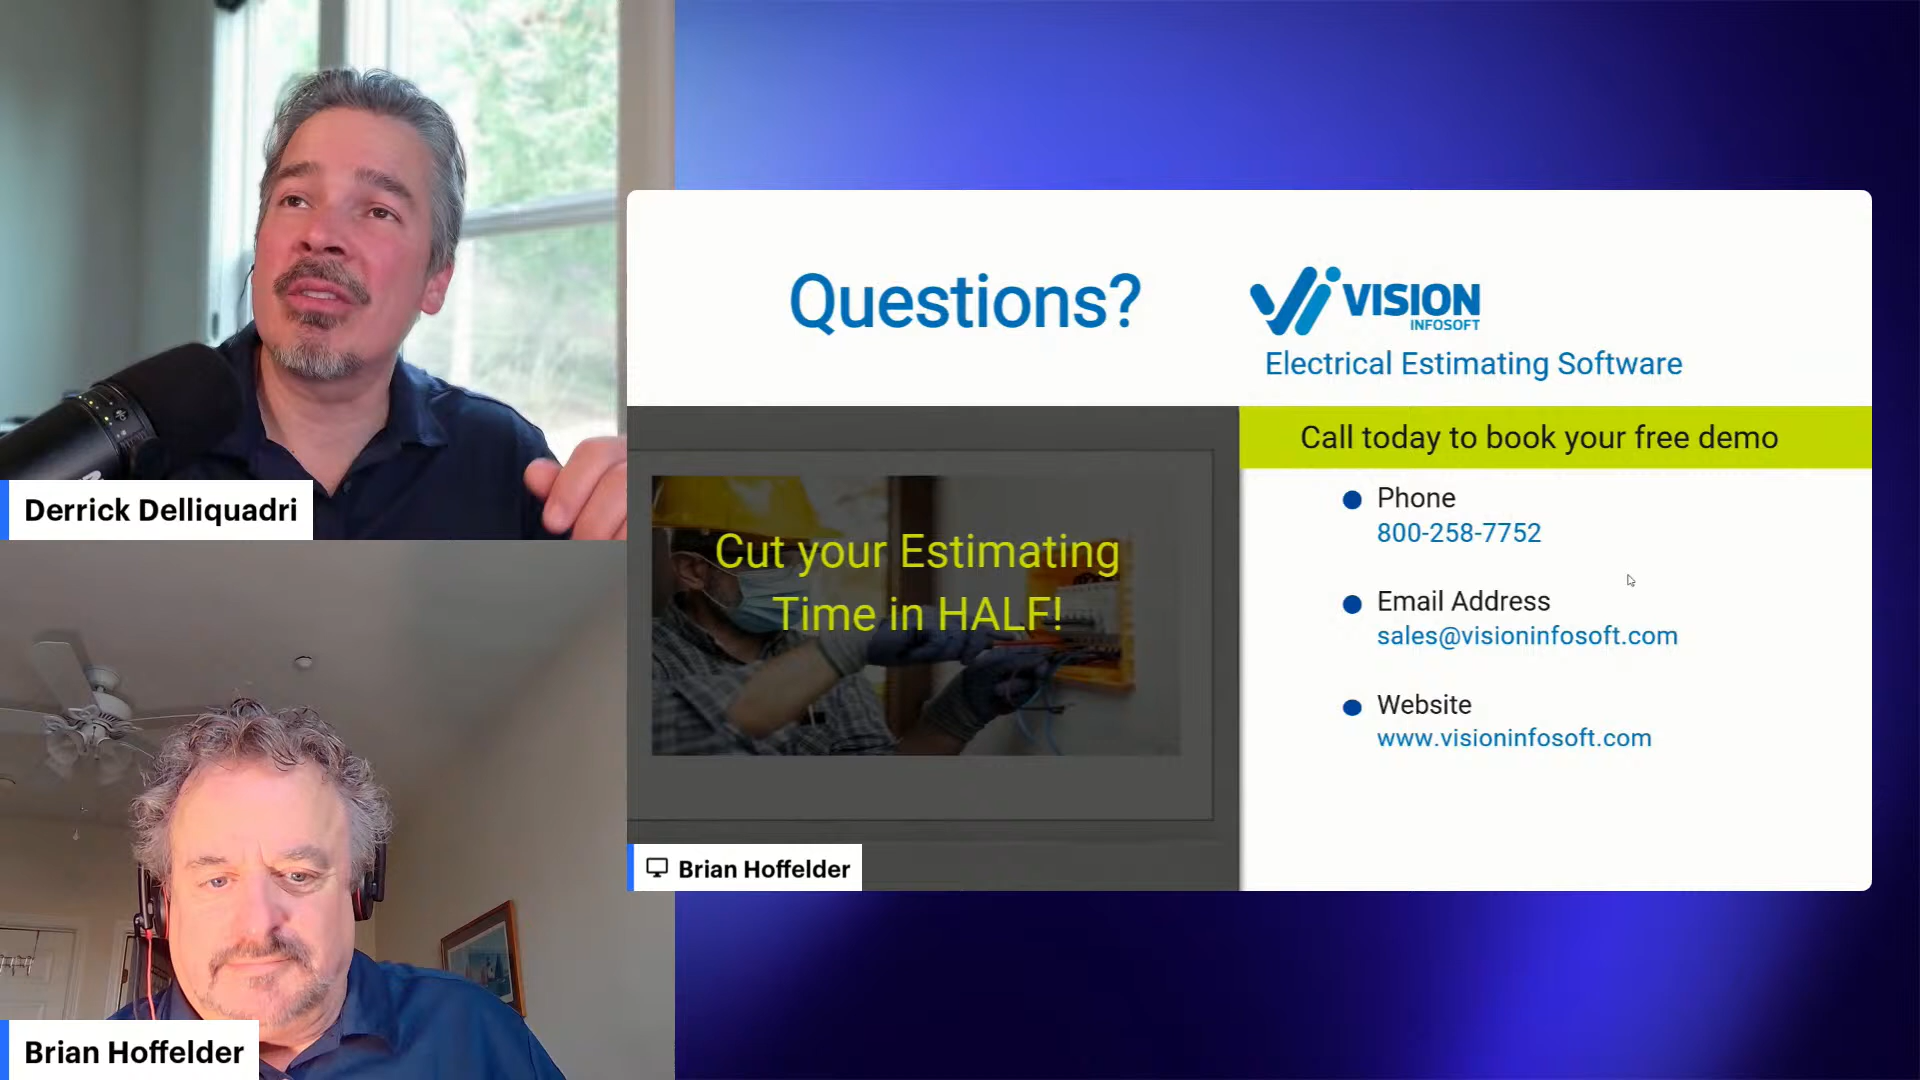 Derrick Delliquadri
Brian Hoffelder
Questions?
VISION
INFOSOFT
Electrical Estimating Software
Cut your Estimating
Time in HALF!
Call today to book your free demo
Phone
800-258-7752
Email Address
sales@visioninfosoft.com
Website
www.visioninfosoft.com
Brian Hoffelder